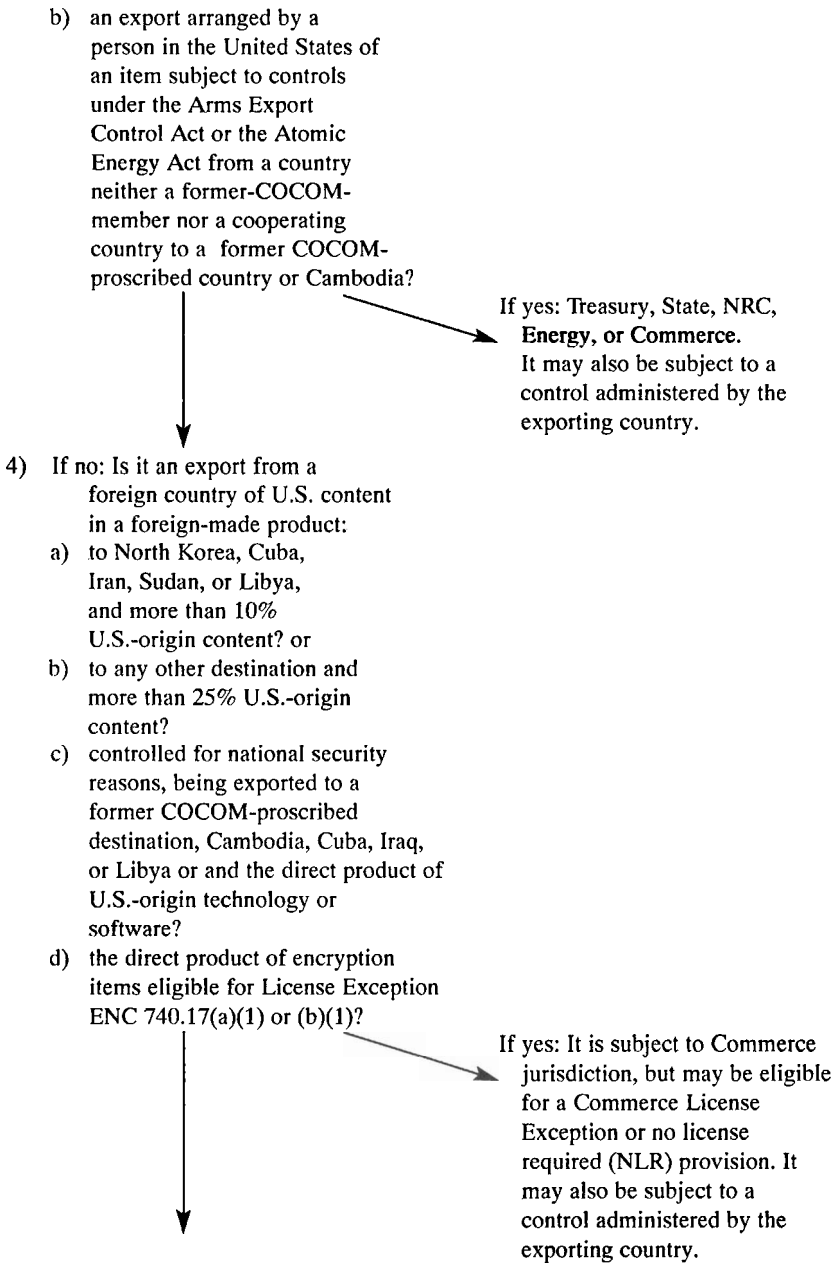 b) an export arranged by a
person in the United States of
an item subject to controls
under the Arms Export
Control Act or the Atomic
Energy Act from a country
neither a former-COCOM-
member nor a cooperating
country to a former COCOM-
proscribed country or Cambodia?
If yes: Treasury, State, NRC,
Energy, or Commerce.
It may also be subject to a
control administered by the
exporting country.
4) If no: Is it an export from a
foreign country of U.S. content
in a foreign-made product:
a) to North Korea, Cuba,
Iran, Sudan, or Libya,
and more than 10%
U.S.-origin content? or
b) to any other destination and
more than 25% U.S.-origin
content?
c) controlled for national security
reasons, being exported to a
former COCOM-proscribed
destination, Cambodia, Cuba, Iraq,
or Libya or and the direct product of
U.S.-origin technology or
software?
d) the direct product of encryption
items eligible for License Exception
ENC 740.17(a)(1) or (b)(1)?
If yes: It is subject to Commerce
jurisdiction, but may be eligible
for a Commerce License
Exception or no license
required (NLR) provision. It
may also be subject to a
control administered by the
exporting country.